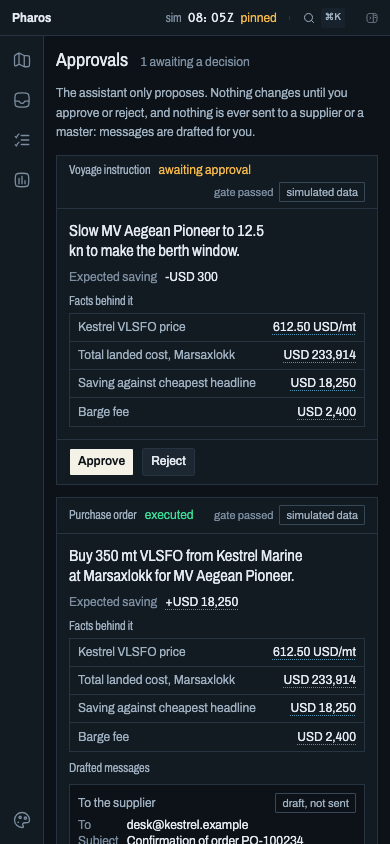 Pharos
sim 08:05Z pinned
⌘K
Approvals 1 awaiting a decision
The assistant only proposes. Nothing changes until you
approve or reject, and nothing is ever sent to a supplier or a
master: messages are drafted for you.
Voyage instruction awaiting approval
gate passed simulated data
Slow MV Aegean Pioneer to 12.5
kn to make the berth window.
Expected saving -USD 300
Facts behind it
Kestrel VLSFO price 612.50 USD/mt
Total landed cost, Marsaxlokk USD 233,914
Saving against cheapest headline USD 18,250
Barge fee USD 2,400
Approve Reject
Purchase order executed gate passed simulated data
Buy 350 mt VLSFO from Kestrel Marine
at Marsaxlokk for MV Aegean Pioneer.
Expected saving +USD 18,250
Facts behind it
Kestrel VLSFO price 612.50 USD/mt
Total landed cost, Marsaxlokk USD 233,914
Saving against cheapest headline USD 18,250
Barge fee USD 2,400
Drafted messages
To the supplier draft, not sent
To desk@kestrel.example
Subject Confirmation of order PO-100234